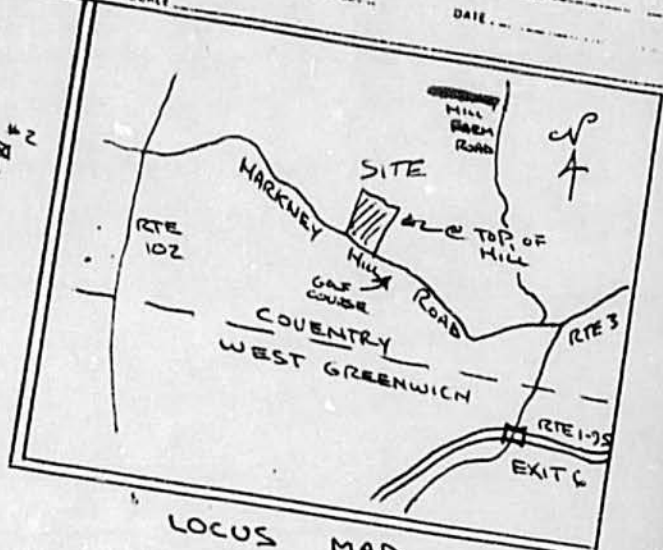 DATE
#2
HILL
FARM
ROAD
N
SITE
@ TOP OF
HILL
HARKNEY
HILL
ROAD
RTE
102
GOLF
COURSE
COVENTRY
WEST GREENWICH
RTE 3
RTE I-95
EXIT 6
LOCUS MAP